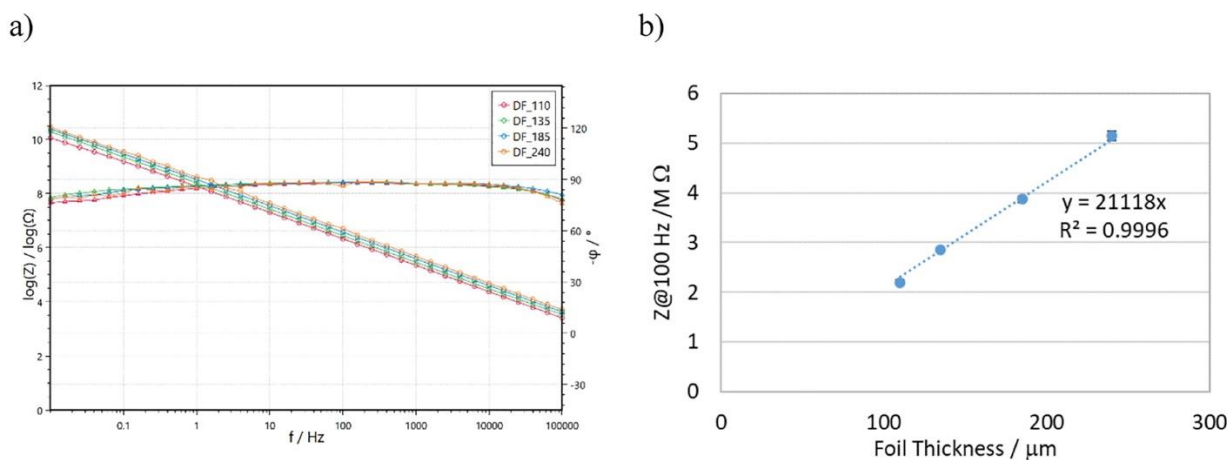 a)
b)
12
10
8
6
4
2
0
log(Z) / log(Ω)
DF_110
DF_135
DF_185
DF_240
120
90
60
30
0
-30
-φ / °
0.1
1
10
100
1000
10000
100000
f / Hz
6
5
4
3
2
1
0
Z@100 Hz /M Ω
y = 21118x
R² = 0.9996
0
100
200
300
Foil Thickness / μm